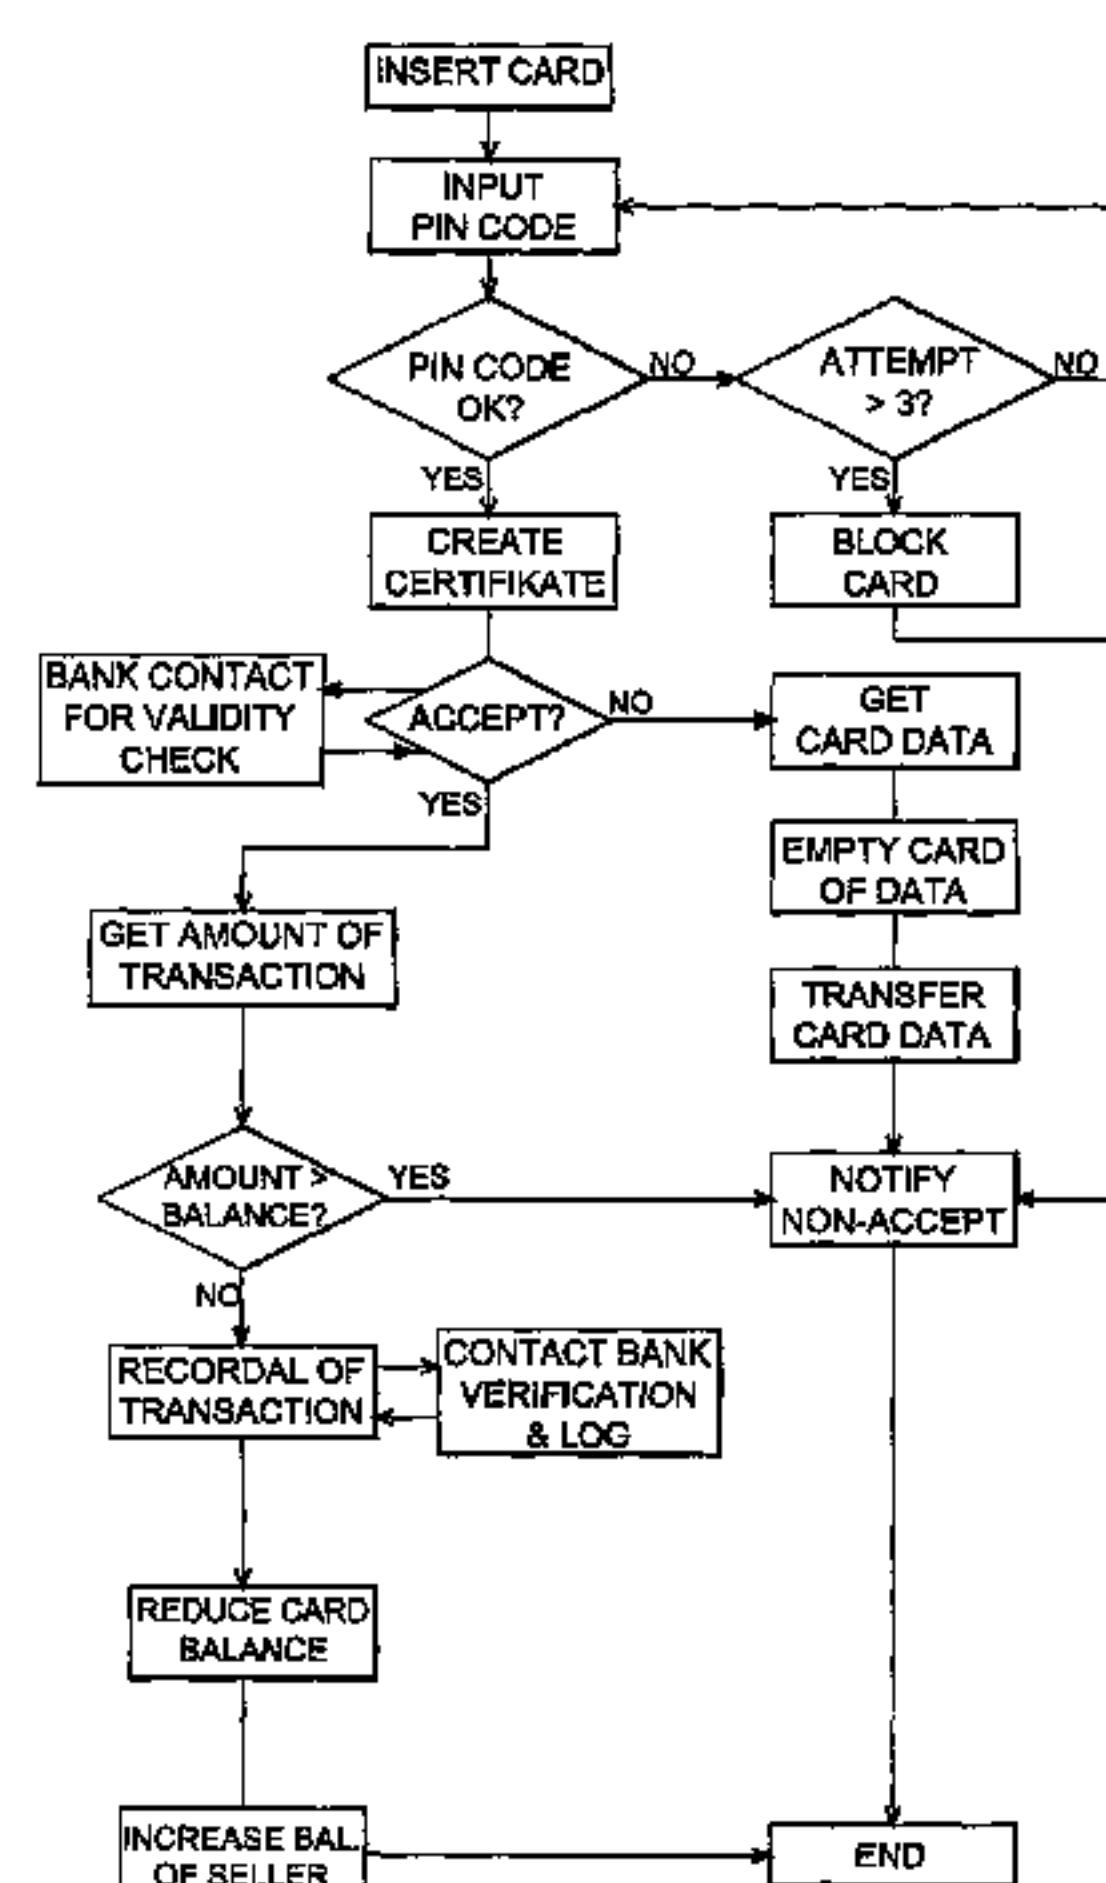 INSERT CARD
INPUT
PIN CODE
PIN CODE
OK?
NO
ATTEMPT
> 3?
NO
YES
YES
CREATE
CERTIFIKATE
BLOCK
CARD
BANK CONTACT
FOR VALIDITY
CHECK
ACCEPT?
NO
GET
CARD DATA
YES
EMPTY CARD
OF DATA
GET AMOUNT OF
TRANSACTION
TRANSFER
CARD DATA
AMOUNT >
BALANCE?
YES
NOTIFY
NON-ACCEPT
NO
RECORDAL OF
TRANSACTION
CONTACT BANK
VERIFICATION
& LOG
REDUCE CARD
BALANCE
INCREASE BAL.
OF SELLER
END